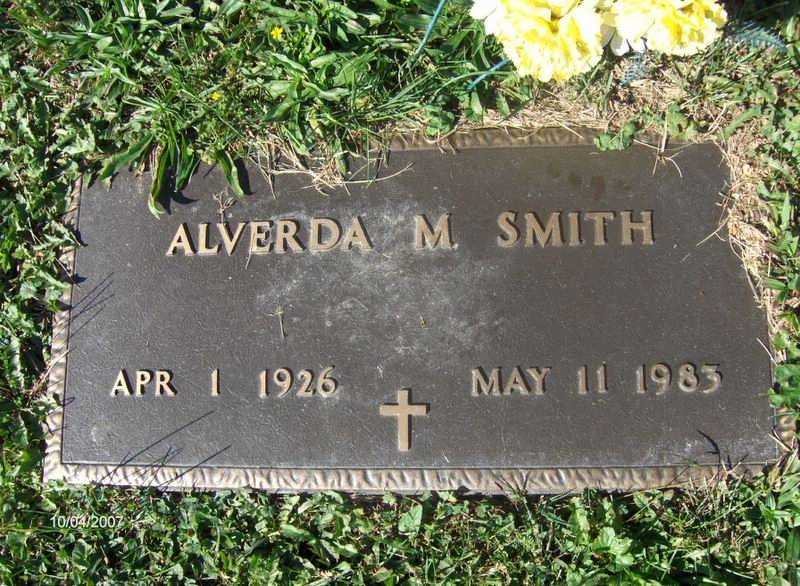 ALVERDA M. SMITH
APR 1 1926 MAY 11 1983
10/04/2007